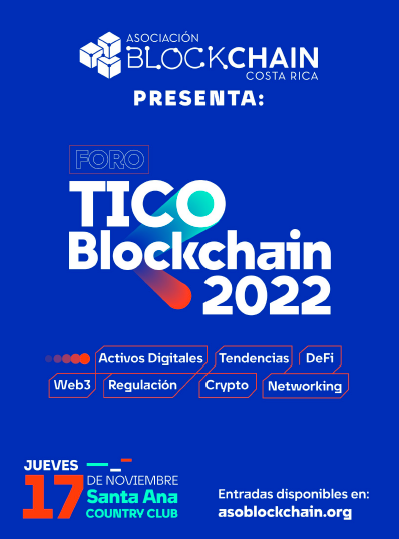 ASOCIACIÓN
BLOCKCHAIN
COSTA RICA
PRESENTA:
FORO
TICO
Blockchain
2022
Activos Digitales
Tendencias
DeFi
Web3
Regulación
Crypto
Networking
JUEVES
17
DE NOVIEMBRE
Santa Ana
COUNTRY CLUB
Entradas disponibles en:
asoblockchain.org